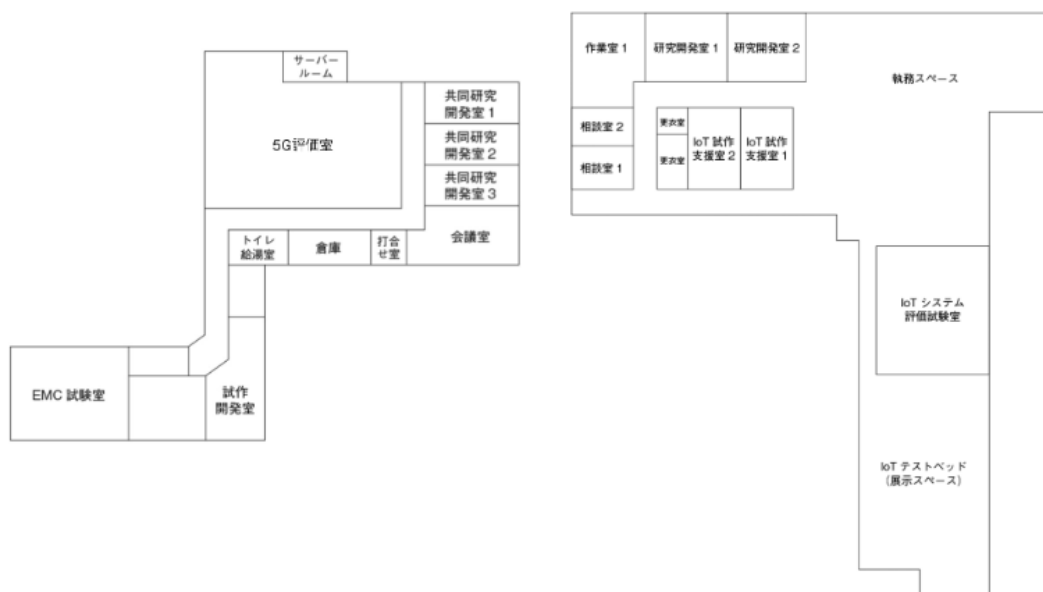 サーバー
ルーム
5G評価室
共同研究
開発室 1
共同研究
開発室 2
共同研究
開発室 3
会議室
トイレ
給湯室
倉庫
打合
せ室
EMC 試験室
試作
開発室
作業室 1
研究開発室 1
研究開発室 2
執務スペース
相談室 2
相談室 1
更衣室
更衣室
IoT 試作
支援室 2
IoT 試作
支援室 1
IoT システム
評価試験室
IoT テストベッド
(展示スペース)